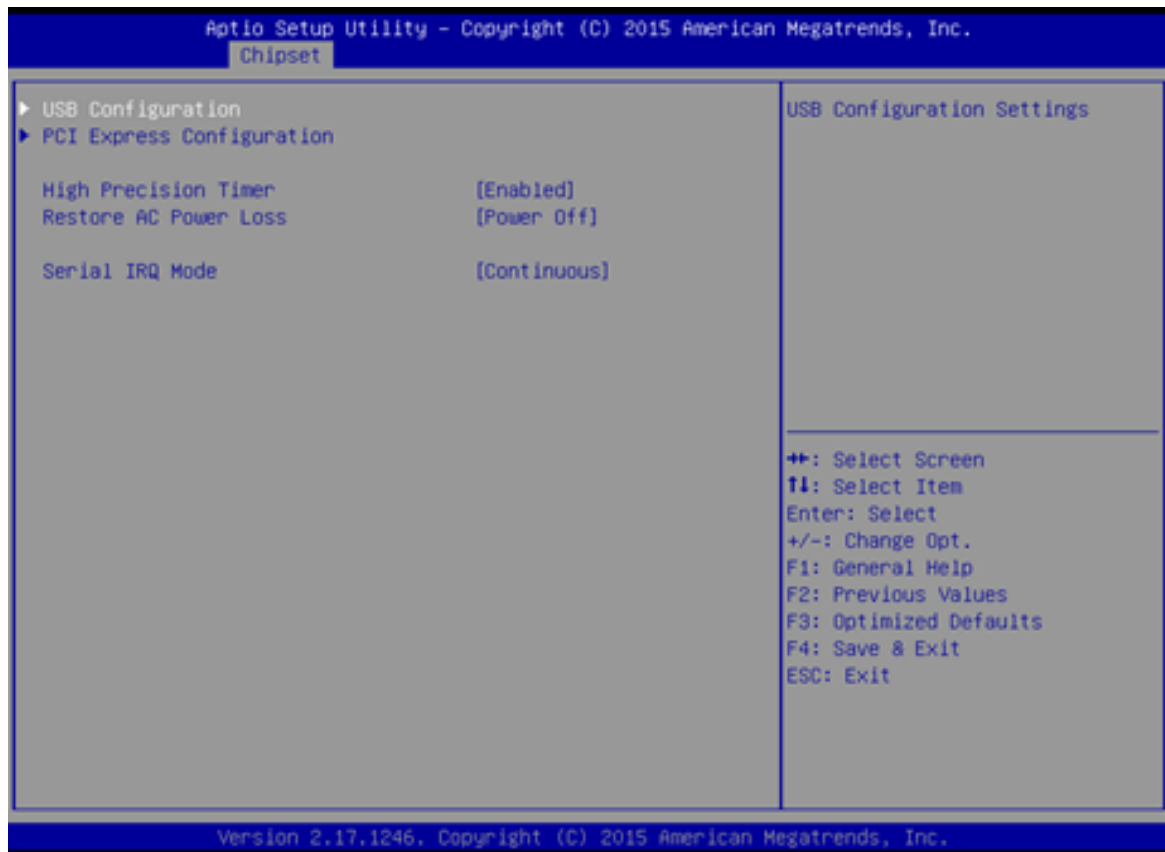 Aptio Setup Utility – Copyright (C) 2015 American Megatrends, Inc.
Chipset
USB Configuration
PCI Express Configuration
High Precision Timer [Enabled]
Restore AC Power Loss [Power Off]
Serial IRQ Mode [Continuous]
USB Configuration Settings
→←: Select Screen
↑↓: Select Item
Enter: Select
+/-: Change Opt.
F1: General Help
F2: Previous Values
F3: Optimized Defaults
F4: Save & Exit
ESC: Exit
Version 2.17.1246. Copyright (C) 2015 American Megatrends, Inc.